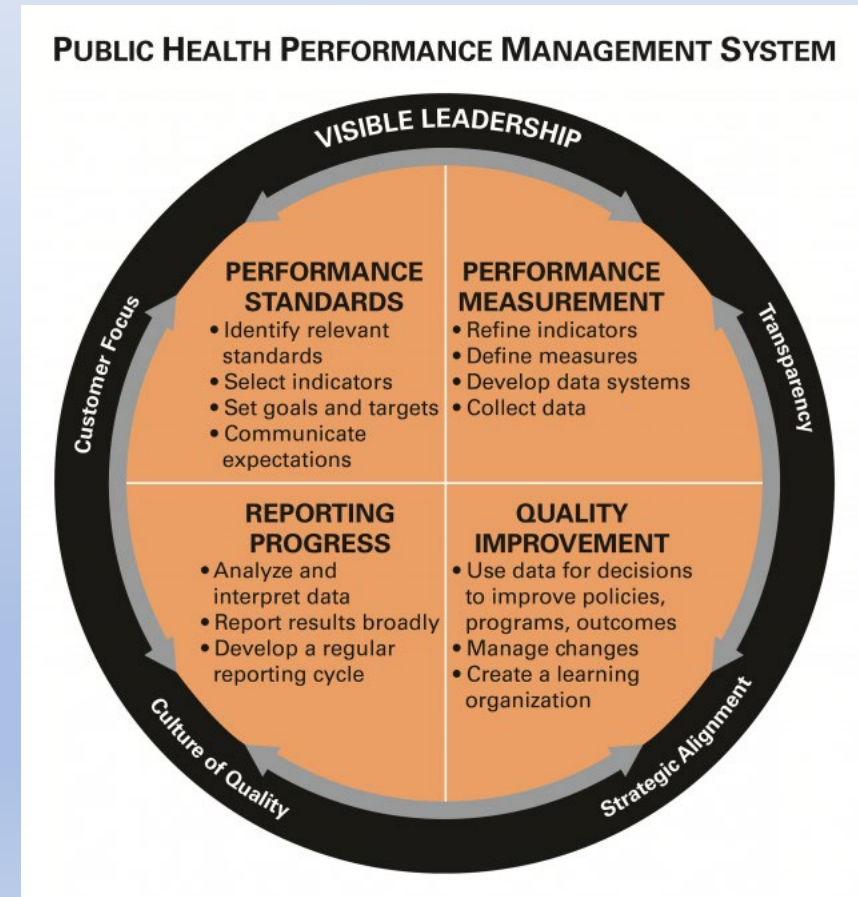 PUBLIC HEALTH PERFORMANCE MANAGEMENT SYSTEM
VISIBLE LEADERSHIP
Customer Focus
Transparency
PERFORMANCE
STANDARDS
• Identify relevant
standards
• Select indicators
• Set goals and targets
• Communicate
expectations
PERFORMANCE
MEASUREMENT
• Refine indicators
• Define measures
• Develop data systems
• Collect data
REPORTING
PROGRESS
• Analyze and
interpret data
• Report results broadly
• Develop a regular
reporting cycle
QUALITY
IMPROVEMENT
• Use data for decisions
to improve policies,
programs, outcomes
• Manage changes
• Create a learning
organization
Culture of Quality
Strategic Alignment